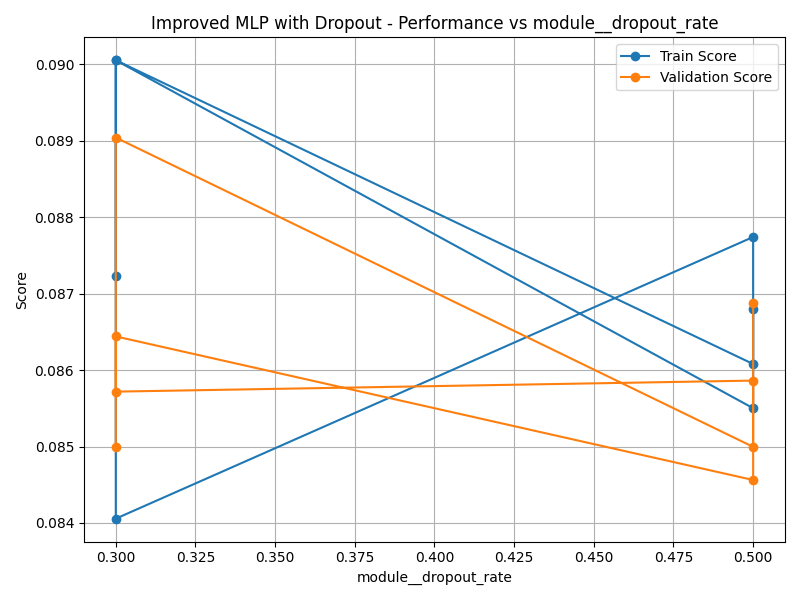 Improved MLP with Dropout - Performance vs module__dropout_rate
Train Score
Validation Score
Score
0.090
0.089
0.088
0.087
0.086
0.085
0.084
0.300 0.325 0.350 0.375 0.400 0.425 0.450 0.475 0.500
module__dropout_rate